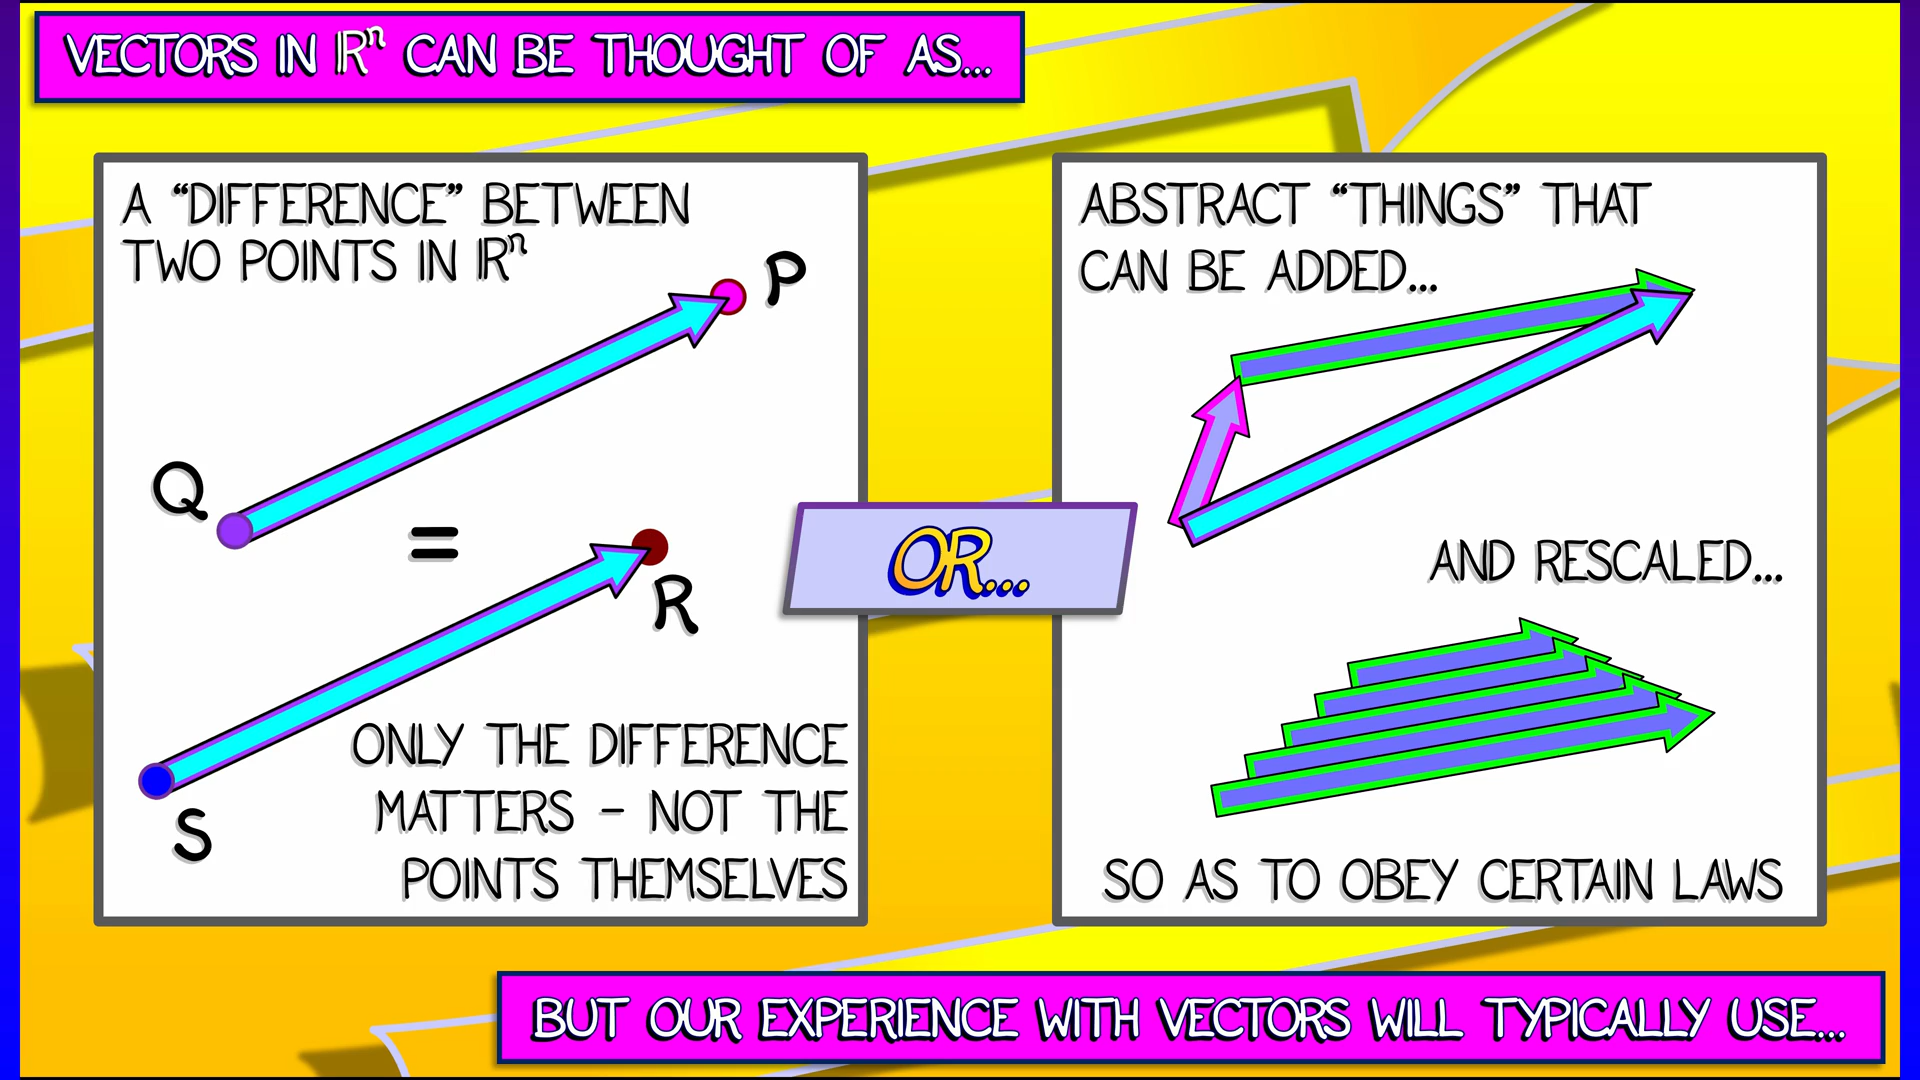 VECTORS IN ℝⁿ CAN BE THOUGHT OF AS...
A “DIFFERENCE” BETWEEN
TWO POINTS IN ℝⁿ
P
Q
=
R
S
ONLY THE DIFFERENCE
MATTERS - NOT THE
POINTS THEMSELVES
OR...
ABSTRACT “THINGS” THAT
CAN BE ADDED...
AND RESCALED...
SO AS TO OBEY CERTAIN LAWS
BUT OUR EXPERIENCE WITH VECTORS WILL TYPICALLY USE...